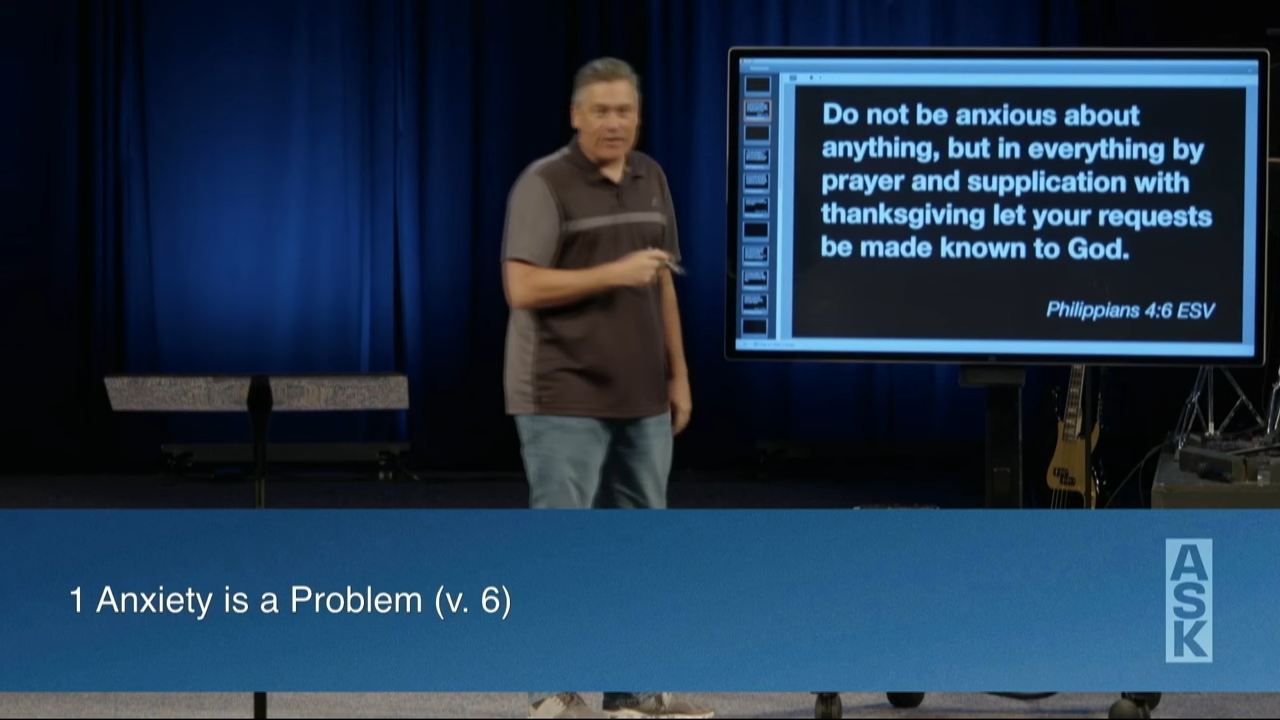 Do not be anxious about
anything, but in everything by
prayer and supplication with
thanksgiving let your requests
be made known to God.
Philippians 4:6 ESV
1 Anxiety is a Problem (v. 6)
ASK